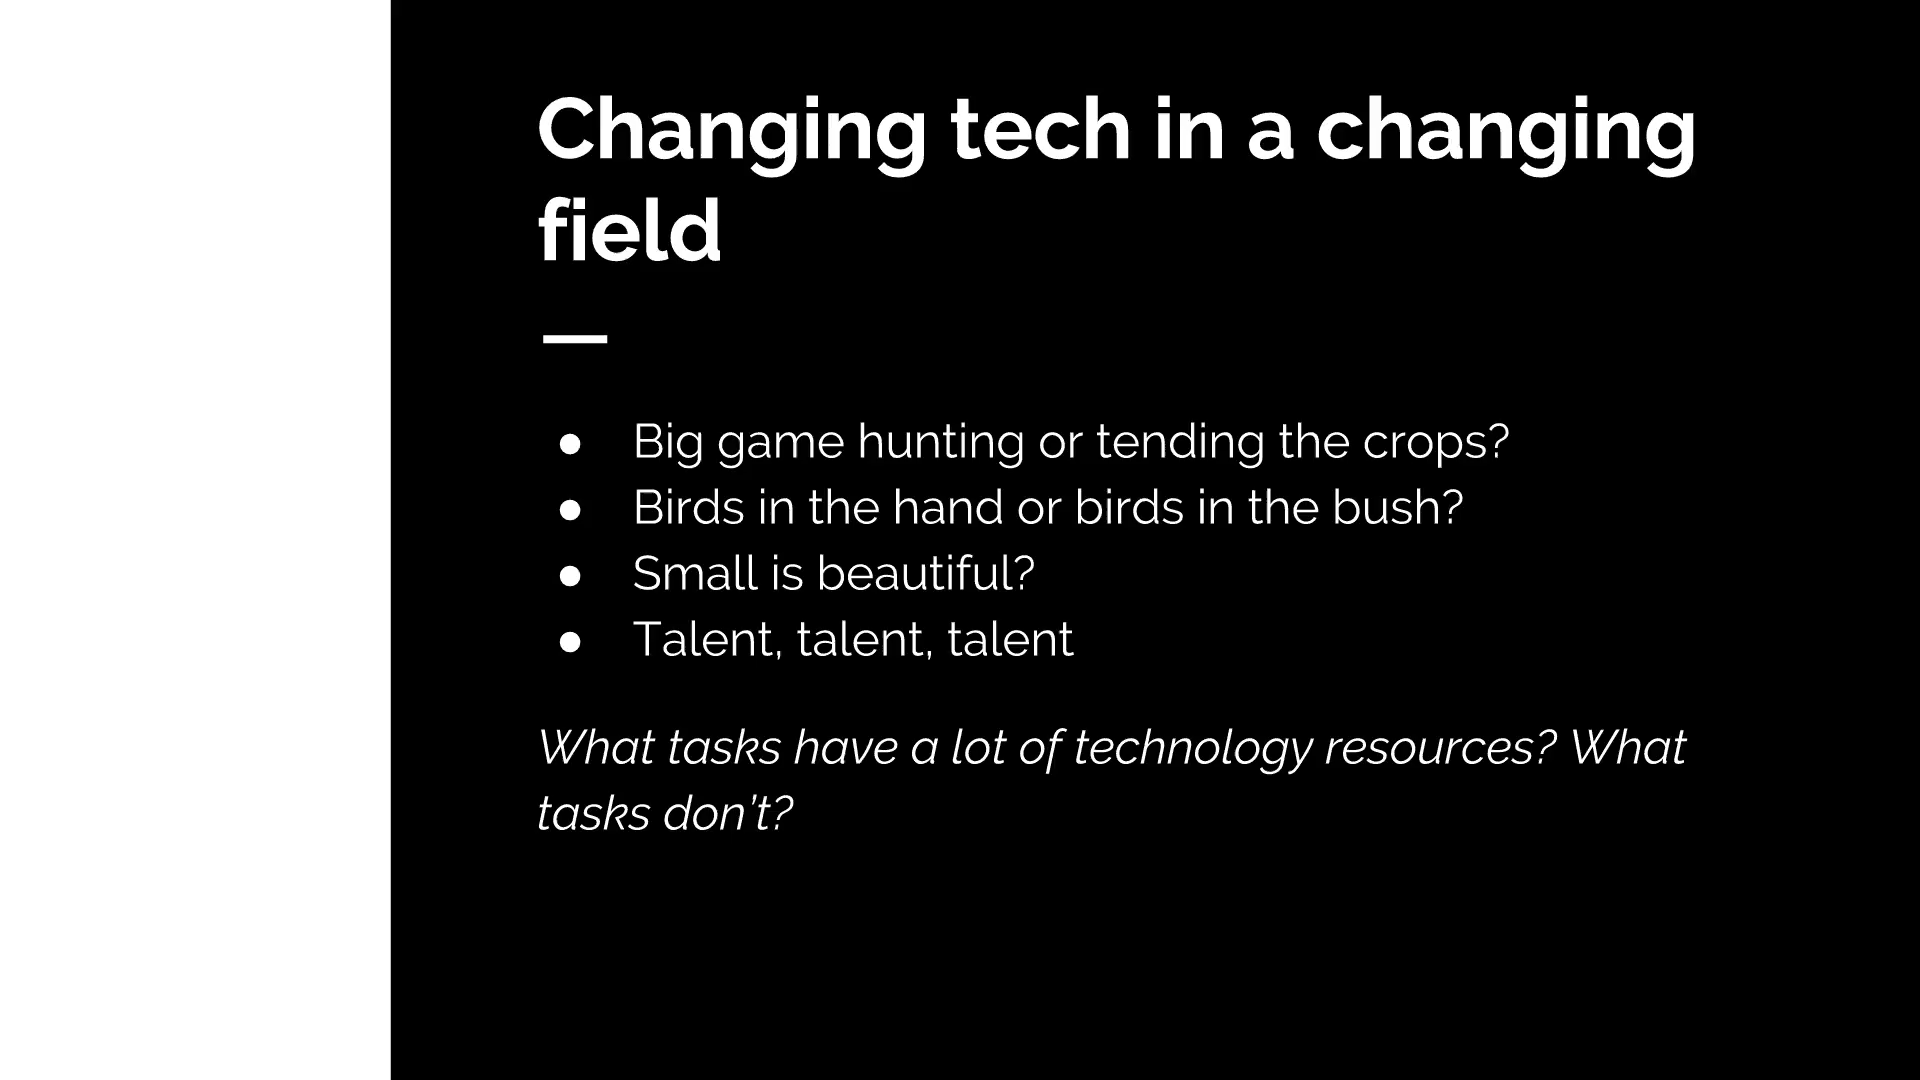 Changing tech in a changing
field
● Big game hunting or tending the crops?
● Birds in the hand or birds in the bush?
● Small is beautiful?
● Talent, talent, talent
What tasks have a lot of technology resources? What
tasks don’t?